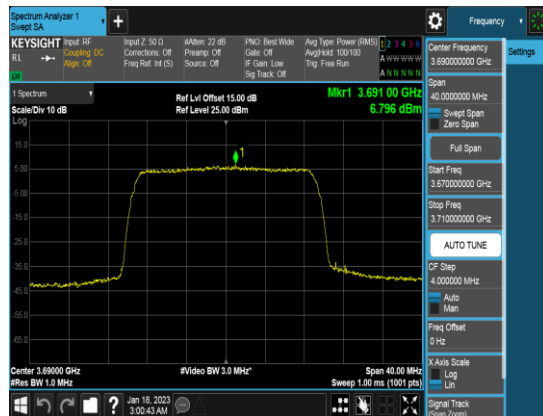 Spectrum Analyzer 1
Swept SA
Frequency
KEYSIGHT
R L
Input: RF
Coupling: DC
Align: Off
Input Z: 50 Ω
Corrections: Off
Freq Ref: Int (S)
#Atten: 22 dB
Preamp: Off
Source: Off
PNO: Best Wide
Gate: Off
IF Gain: Low
Sig Track: Off
Avg Type: Power (RMS)
Avg|Hold: 100/100
Trig: Free Run
1 2 3 4 5 6
A W W W W W
A N N N N N
1 Spectrum
Scale/Div 10 dB
Log
Ref Lvl Offset 15.00 dB
Ref Level 25.00 dBm
Mkr1 3.691 00 GHz
6.796 dBm
1
15.0
5.00
-5.00
-15.0
-25.0
-35.0
-45.0
-55.0
-65.0
Center 3.69000 GHz
#Res BW 1.0 MHz
#Video BW 3.0 MHz*
Span 40.00 MHz
Sweep 1.00 ms (1001 pts)
Jan 18, 2023
3:00:43 AM
Center Frequency
3.690000000 GHz
Settings
Span
40.0000000 MHz
Swept Span
Zero Span
Full Span
Start Freq
3.670000000 GHz
Stop Freq
3.710000000 GHz
AUTO TUNE
CF Step
4.000000 MHz
Auto
Man
Freq Offset
0 Hz
X Axis Scale
Log
Lin
Signal Track
(Span Zoom)